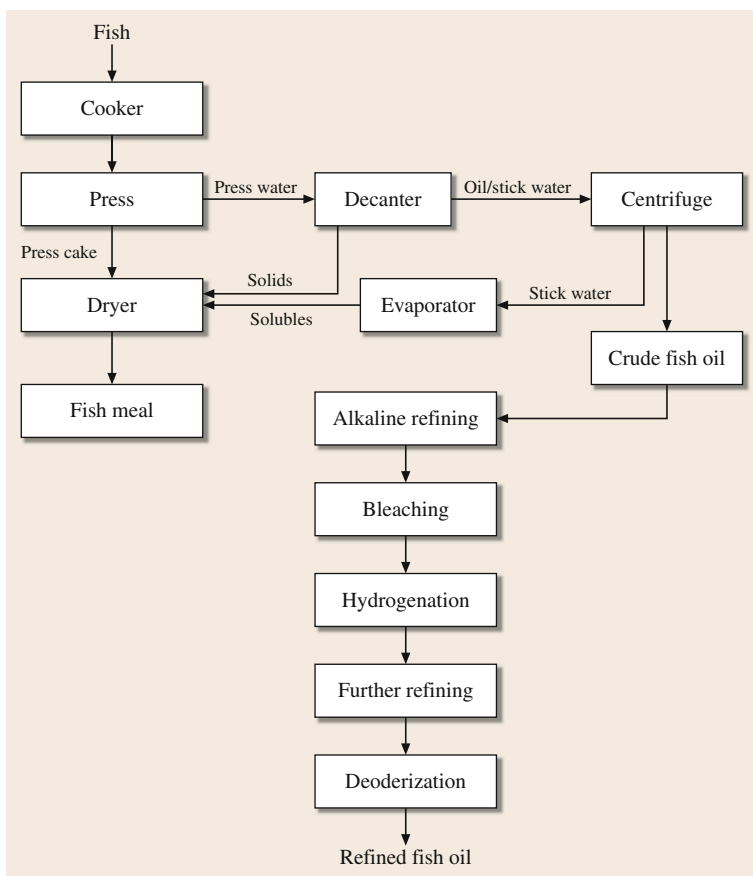 Fish
Cooker
Press
Press water
Decanter
Oil/stick water
Centrifuge
Press cake
Solids
Dryer
Solubles
Evaporator
Stick water
Crude fish oil
Fish meal
Alkaline refining
Bleaching
Hydrogenation
Further refining
Deoderization
Refined fish oil